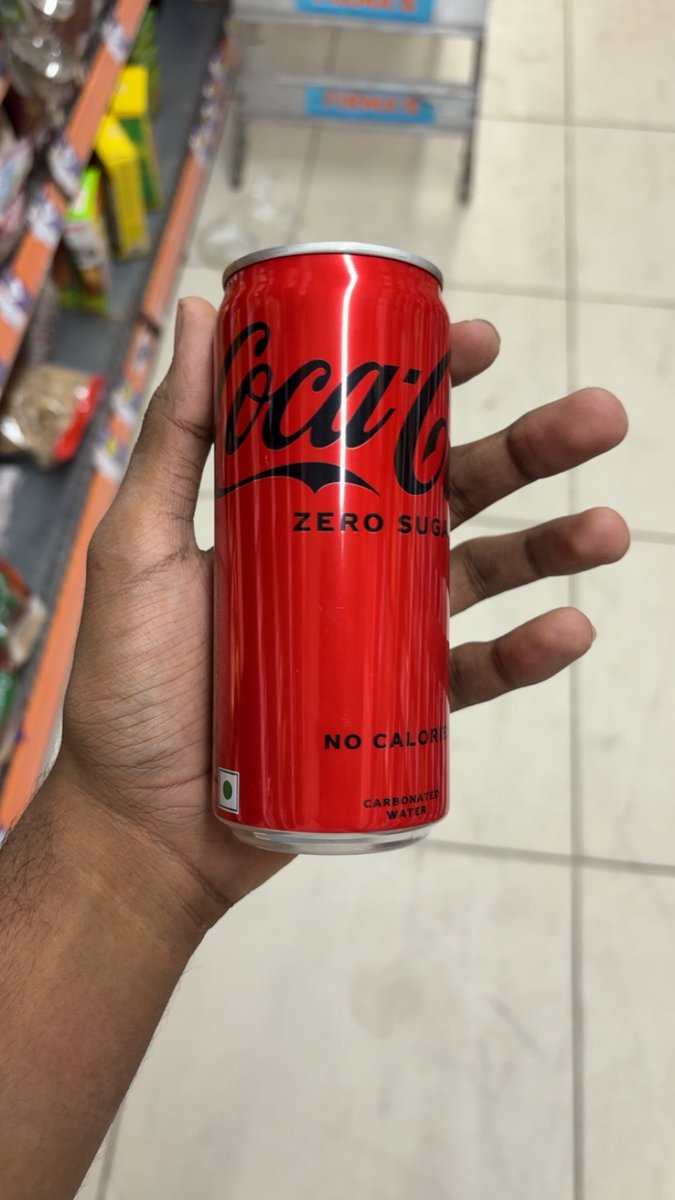 Coca-C
ZERO SUGA
NO CALORIE
CARBONATED
WATER